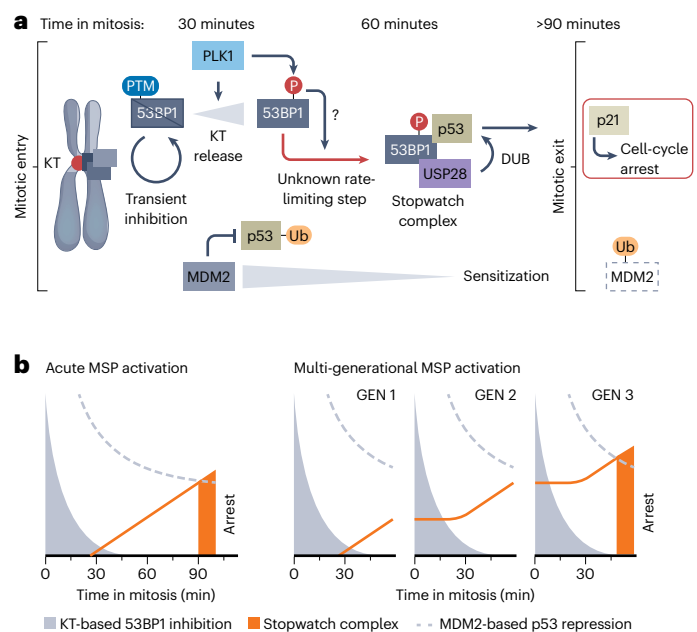 a Time in mitosis: 30 minutes 60 minutes >90 minutes
PLK1
PTM
P
53BP1
53BP1
?
KT
release
KT
P
p53
53BP1
USP28
DUB
Stopwatch
complex
p21
Cell-cycle
arrest
Mitotic entry
Mitotic exit
Transient
inhibition
Unknown rate-
limiting step
p53
Ub
MDM2
Sensitization
Ub
MDM2
b Acute MSP activation
Multi-generational MSP activation
GEN 1
GEN 2
GEN 3
Arrest
Arrest
0 30 60 90
Time in mitosis (min)
0 30
0 30
0 30
Time in mitosis (min)
KT-based 53BP1 inhibition
Stopwatch complex
MDM2-based p53 repression